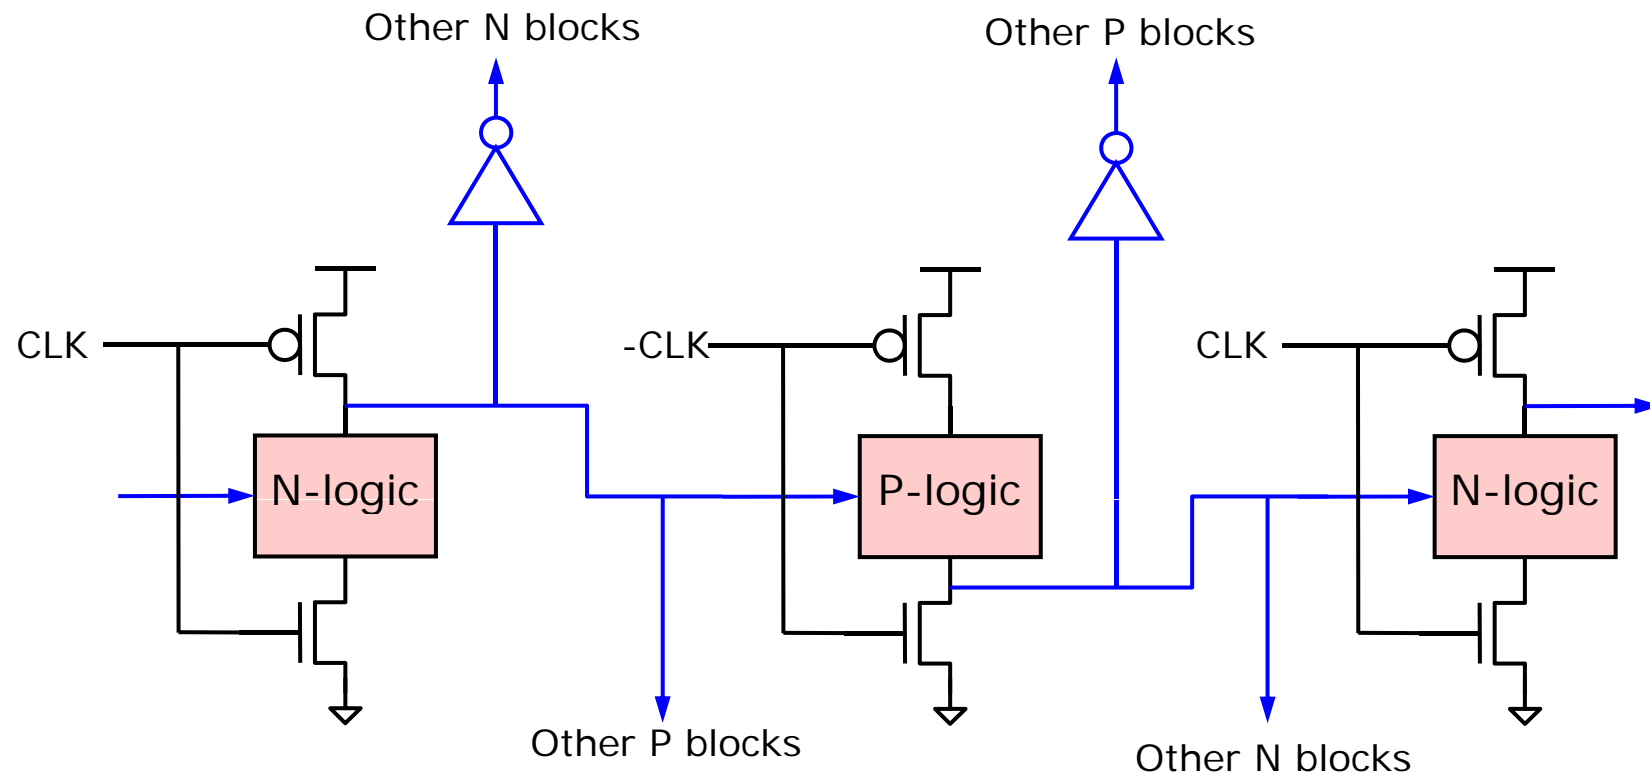 Other N blocks
Other P blocks
CLK
-CLK
CLK
N-logic
P-logic
N-logic
Other P blocks
Other N blocks